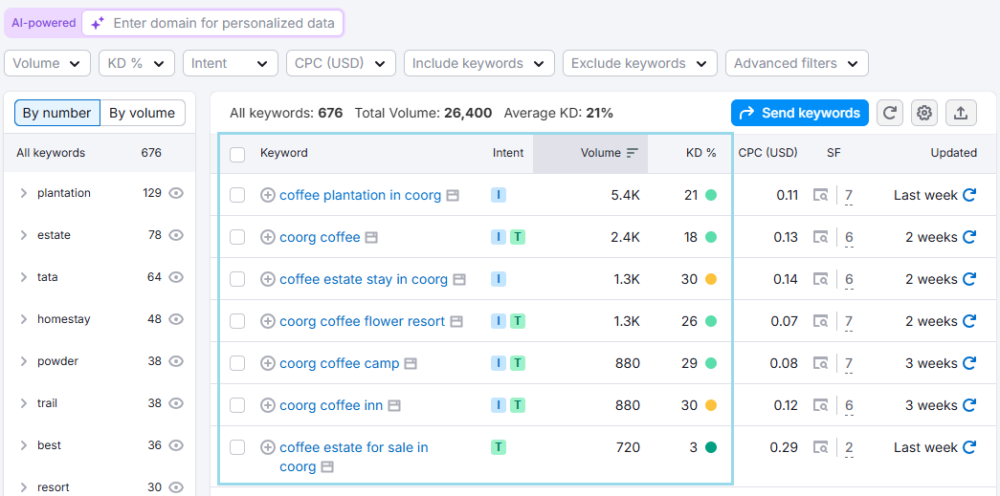 AI-powered Enter domain for personalized data
Volume KD % Intent CPC (USD) Include keywords Exclude keywords Advanced filters
By number By volume
All keywords 676
plantation 129
estate 78
tata 64
homestay 48
powder 38
trail 38
best 36
resort 30
All keywords: 676 Total Volume: 26,400 Average KD: 21%
Send keywords
Keyword Intent Volume KD % CPC (USD) SF Updated
coffee plantation in coorg I 5.4K 21 0.11 7 Last week
coorg coffee I T 2.4K 18 0.13 6 2 weeks
coffee estate stay in coorg I 1.3K 30 0.14 6 2 weeks
coorg coffee flower resort I T 1.3K 26 0.07 7 2 weeks
coorg coffee camp I T 880 29 0.08 7 3 weeks
coorg coffee inn I T 880 30 0.12 6 3 weeks
coffee estate for sale in T 720 3 0.29 2 Last week
coorg